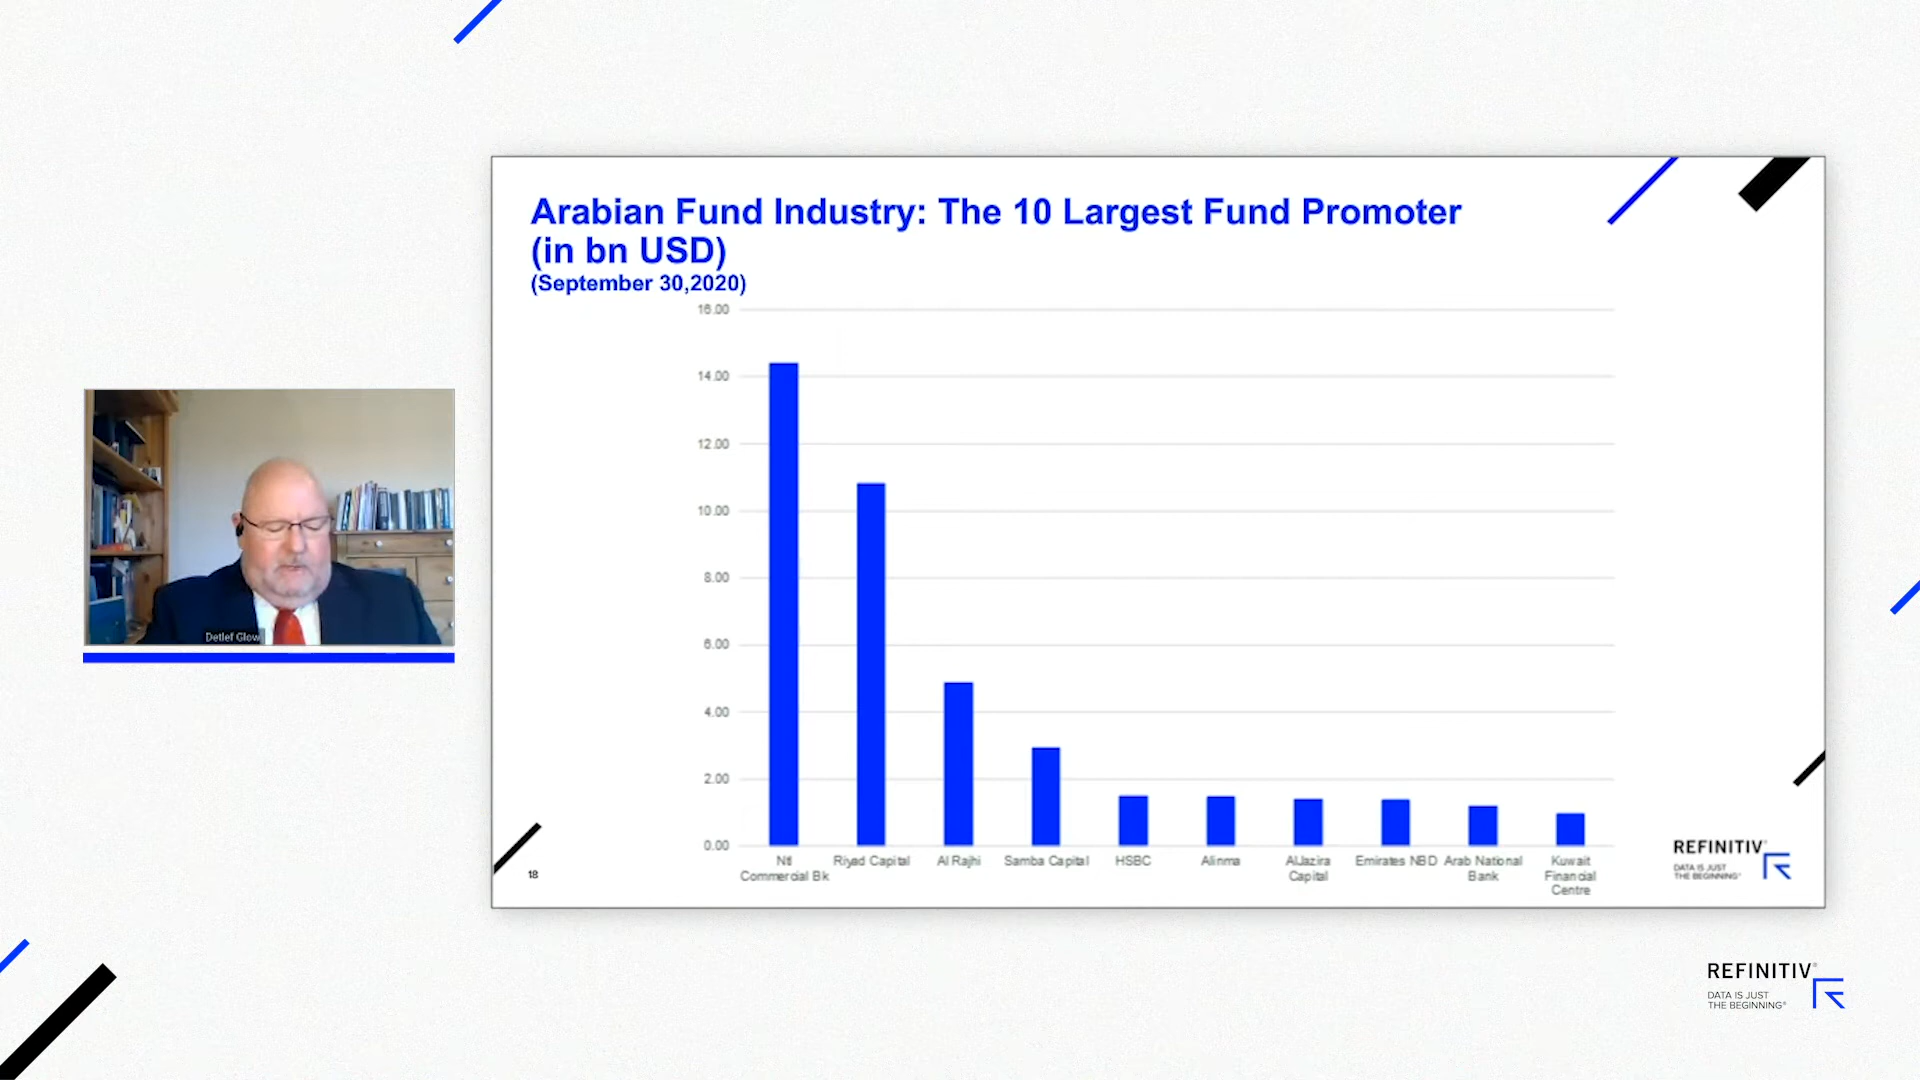 Arabian Fund Industry: The 10 Largest Fund Promoter
(in bn USD)
(September 30,2020)
16.00
14.00
12.00
10.00
8.00
6.00
4.00
2.00
0.00
Ntl
Commercial Bk
Riyad Capital
Al Rajhi
Samba Capital
HSBC
Alinma
AlJazira
Capital
Emirates NBD
Arab National
Bank
Kuwait
Financial
Centre
18
REFINITIV
DATA IS JUST
THE BEGINNING®
Detlef Glow
REFINITIV®
DATA IS JUST
THE BEGINNING®